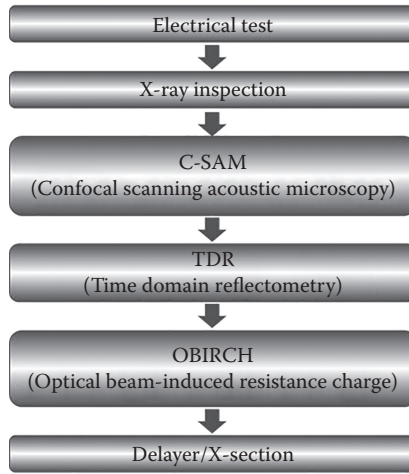 Electrical test
X-ray inspection
C-SAM
(Confocal scanning acoustic microscopy)
TDR
(Time domain reflectometry)
OBIRCH
(Optical beam-induced resistance charge)
Delayer/X-section